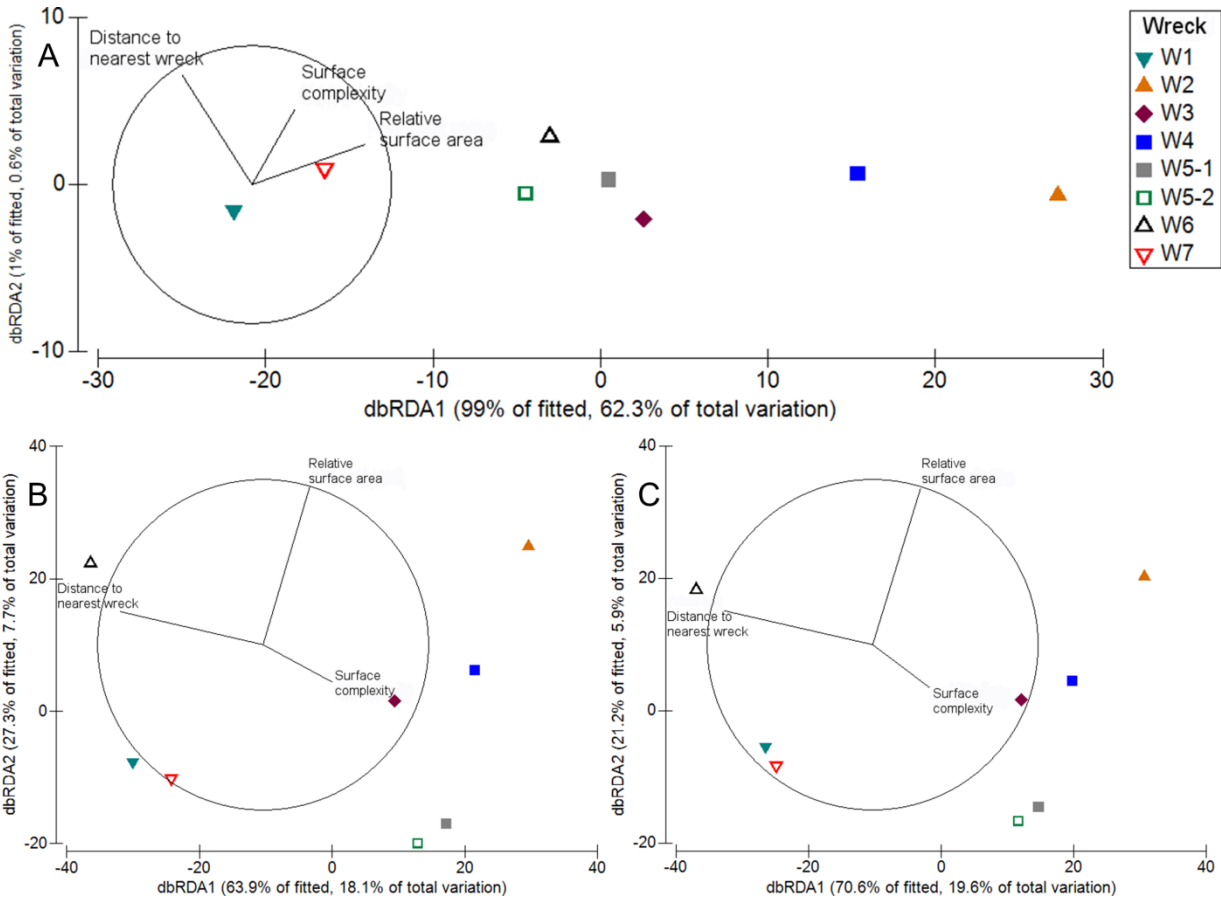 A
dbRDA2 (1% of fitted, 0.6% of total variation)
10
0
-10
Distance to
nearest wreck
Surface
complexity
Relative
surface area
-30
-20
-10
0
10
20
30
dbRDA1 (99% of fitted, 62.3% of total variation)
Wreck
W1
W2
W3
W4
W5-1
W5-2
W6
W7
B
dbRDA2 (27.3% of fitted, 7.7% of total variation)
40
20
0
-20
Relative
surface area
Distance to
nearest wreck
Surface
complexity
-40
-20
0
20
40
dbRDA1 (63.9% of fitted, 18.1% of total variation)
C
dbRDA2 (21.2% of fitted, 5.9% of total variation)
40
20
0
-20
Relative
surface area
Distance to
nearest wreck
Surface
complexity
-40
-20
0
20
40
dbRDA1 (70.6% of fitted, 19.6% of total variation)